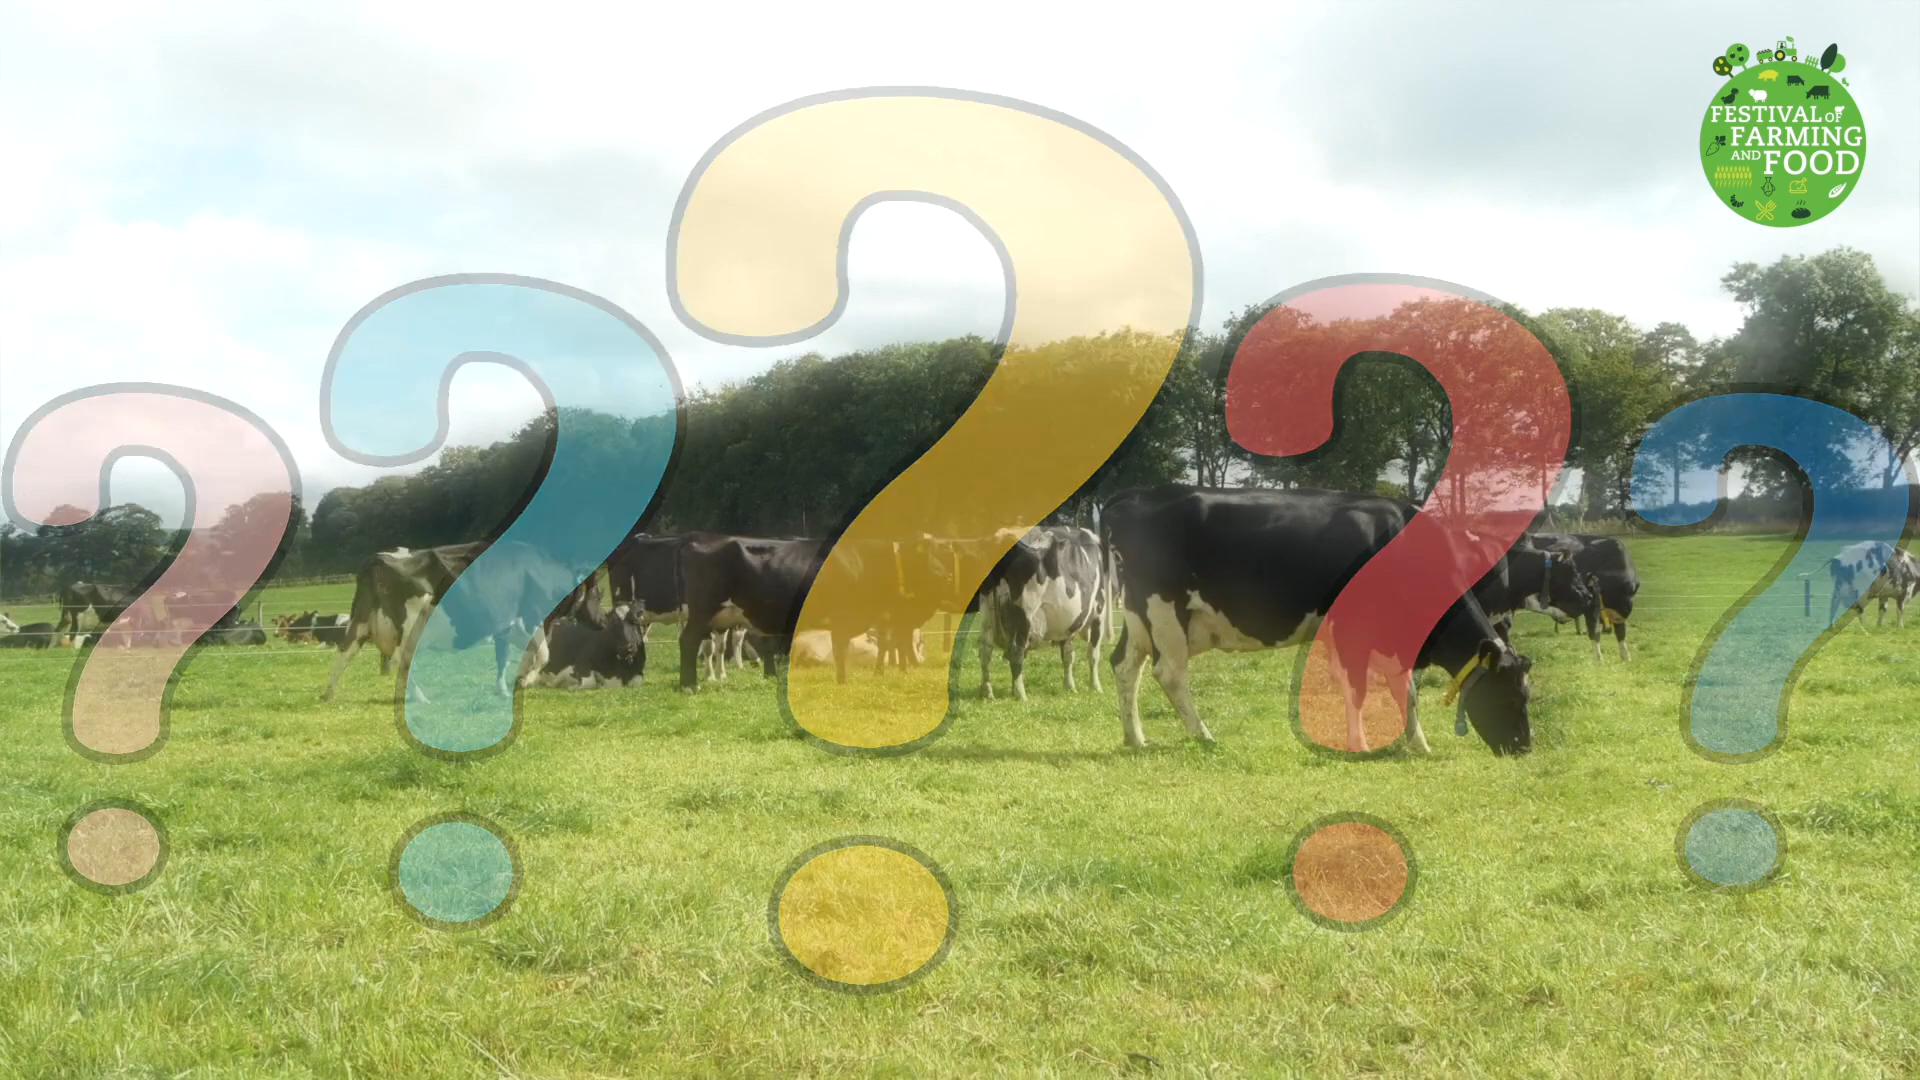 ?
?
?
?
?
FESTIVAL OF
FARMING
AND FOOD